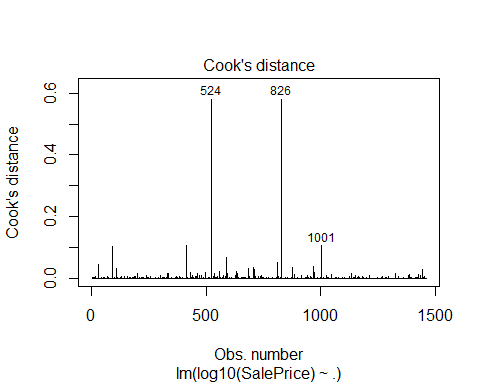 Cook's distance
524
826
1001
Cook's distance
0.0
0.2
0.4
0.6
0
500
1000
1500
Obs. number
lm(log10(SalePrice) ~ .)